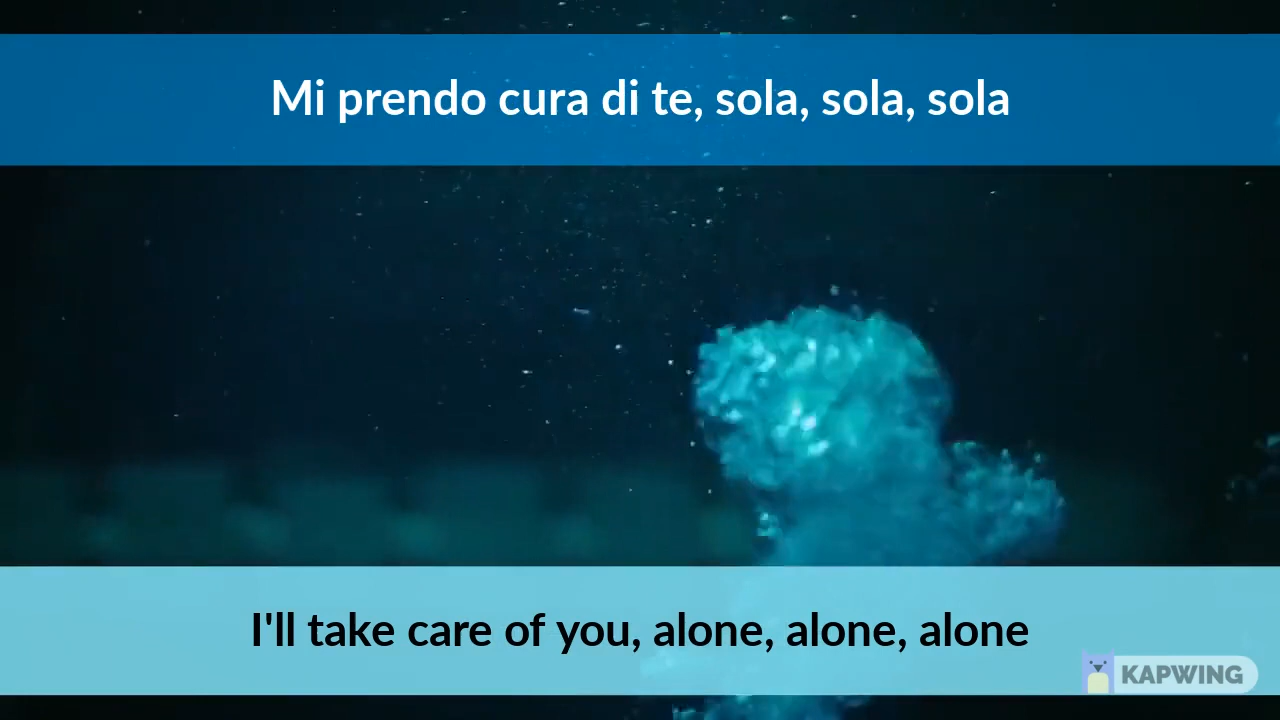 Mi prendo cura di te, sola, sola, sola
I'll take care of you, alone, alone, alone
KAPWING